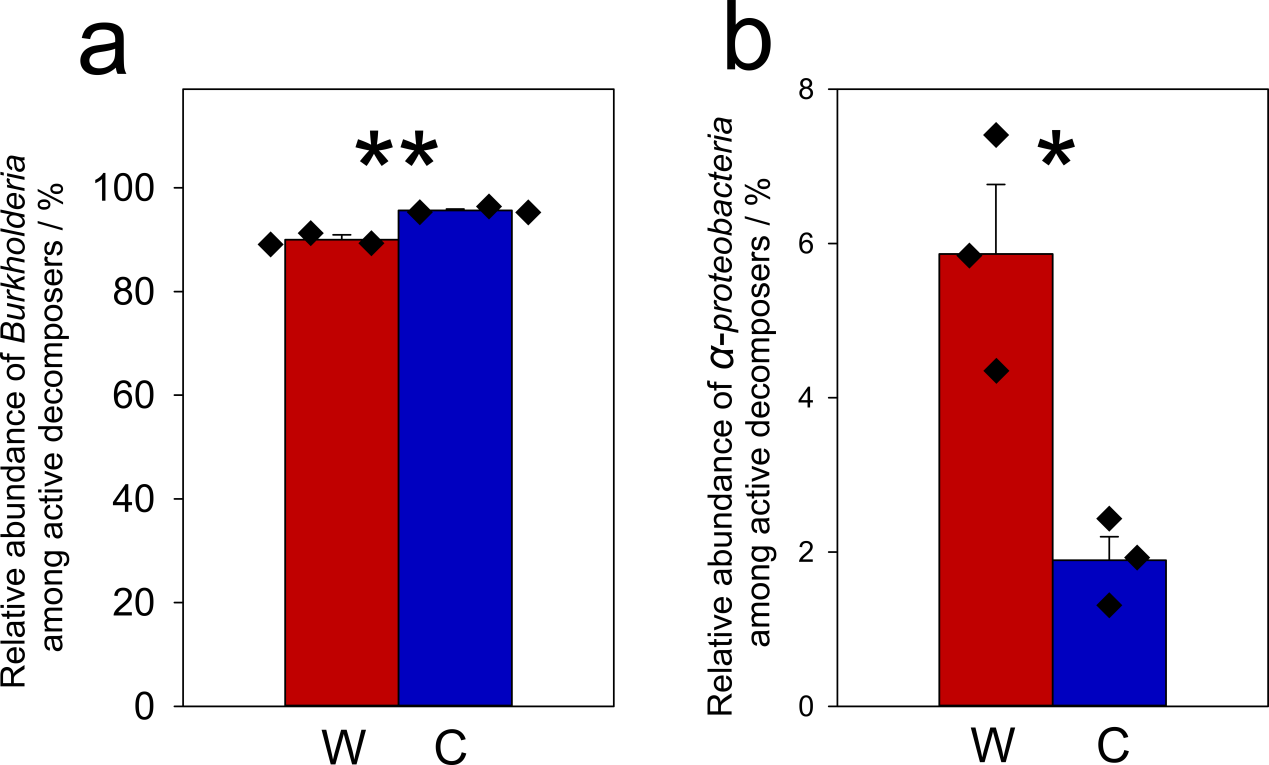 a
Relative abundance of Burkholderia
among active decomposers / %
100
80
60
40
20
0
**
W C
b
Relative abundance of α-proteobacteria
among active decomposers / %
8
6
4
2
0
*
W C